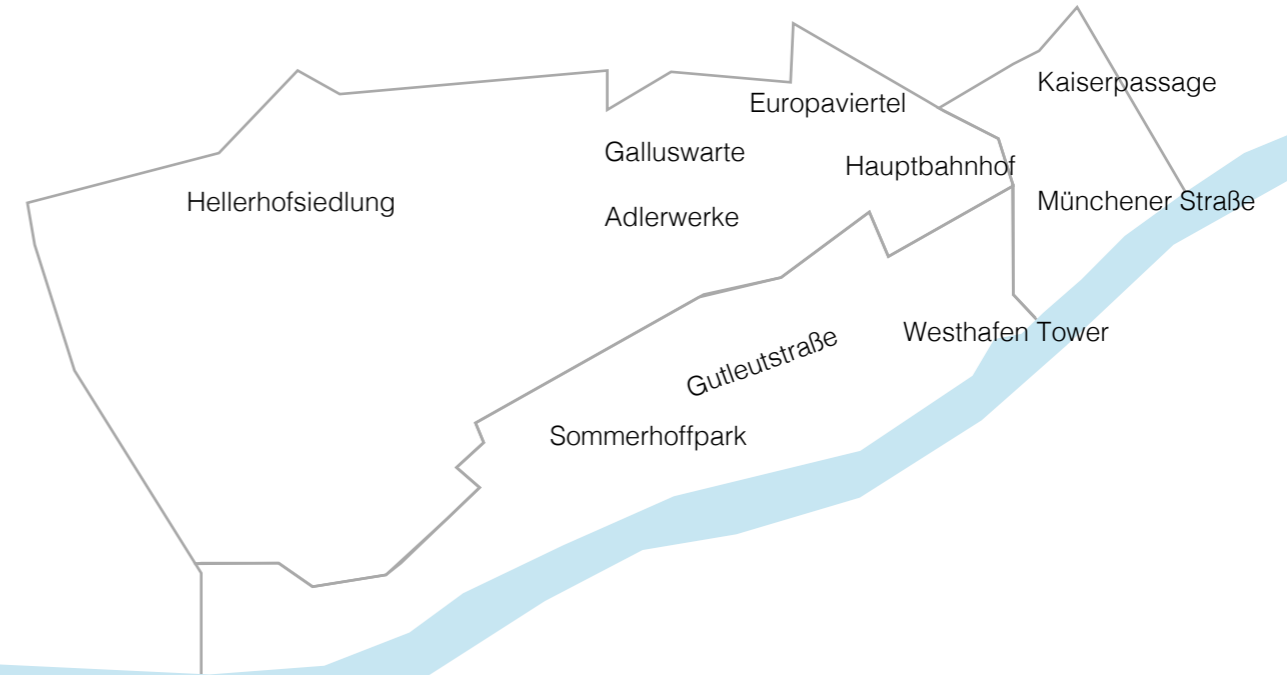 Kaiserpassage
Europaviertel
Galluswarte
Hauptbahnhof
Hellerhofsiedlung
Münchener Straße
Adlerwerke
Westhafen Tower
Gutleutstraße
Sommerhoffpark